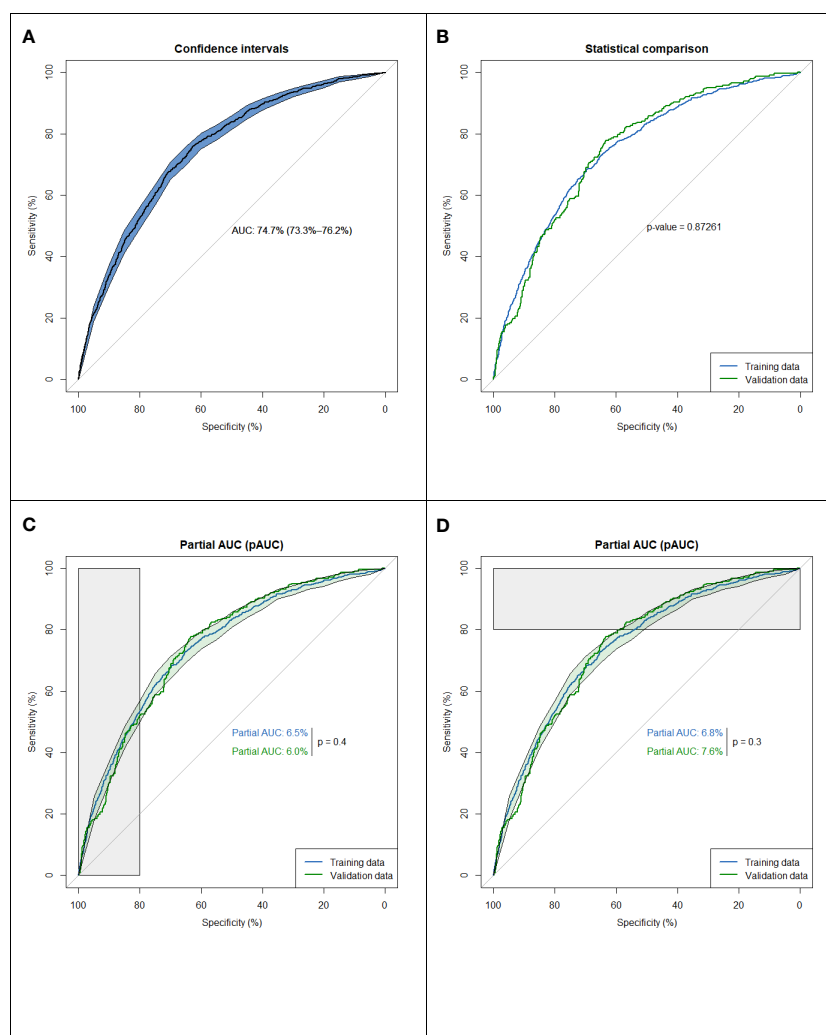 A
Confidence intervals
Sensitivity (%)
100
80
60
40
20
0
AUC: 74.7% (73.3%–76.2%)
100 80 60 40 20 0
Specificity (%)
B
Statistical comparison
Sensitivity (%)
100
80
60
40
20
0
p-value = 0.87261
Training data
Validation data
100 80 60 40 20 0
Specificity (%)
C
Partial AUC (pAUC)
Sensitivity (%)
100
80
60
40
20
0
Partial AUC: 6.5%
Partial AUC: 6.0%
p = 0.4
Training data
Validation data
100 80 60 40 20 0
Specificity (%)
D
Partial AUC (pAUC)
Sensitivity (%)
100
80
60
40
20
0
Partial AUC: 6.8%
Partial AUC: 7.6%
p = 0.3
Training data
Validation data
100 80 60 40 20 0
Specificity (%)